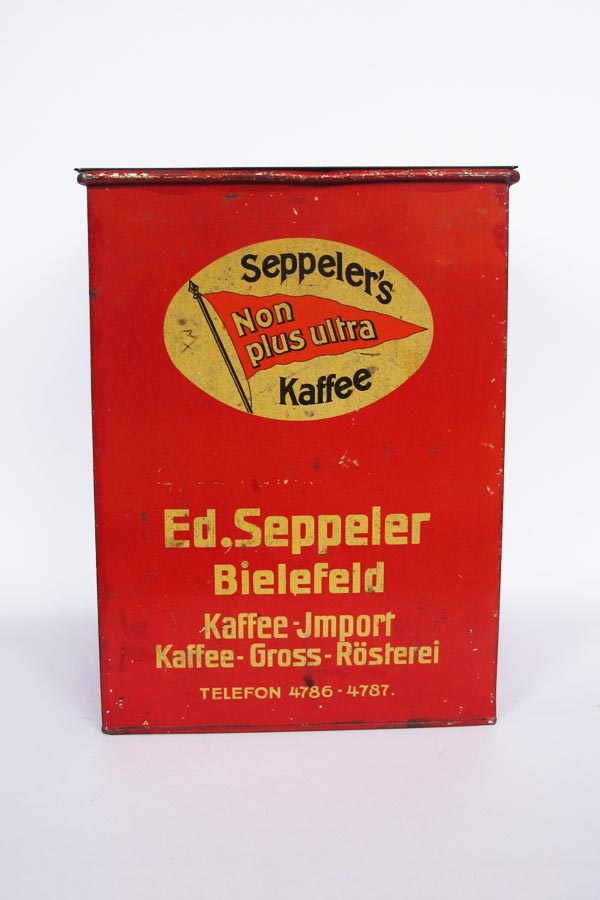 Seppeler's
Non
plus ultra
Kaffee
Ed.Seppeler
Bielefeld
Kaffee-Jmport
Kaffee-Gross-Rösterei
TELEFON 4786-4787.